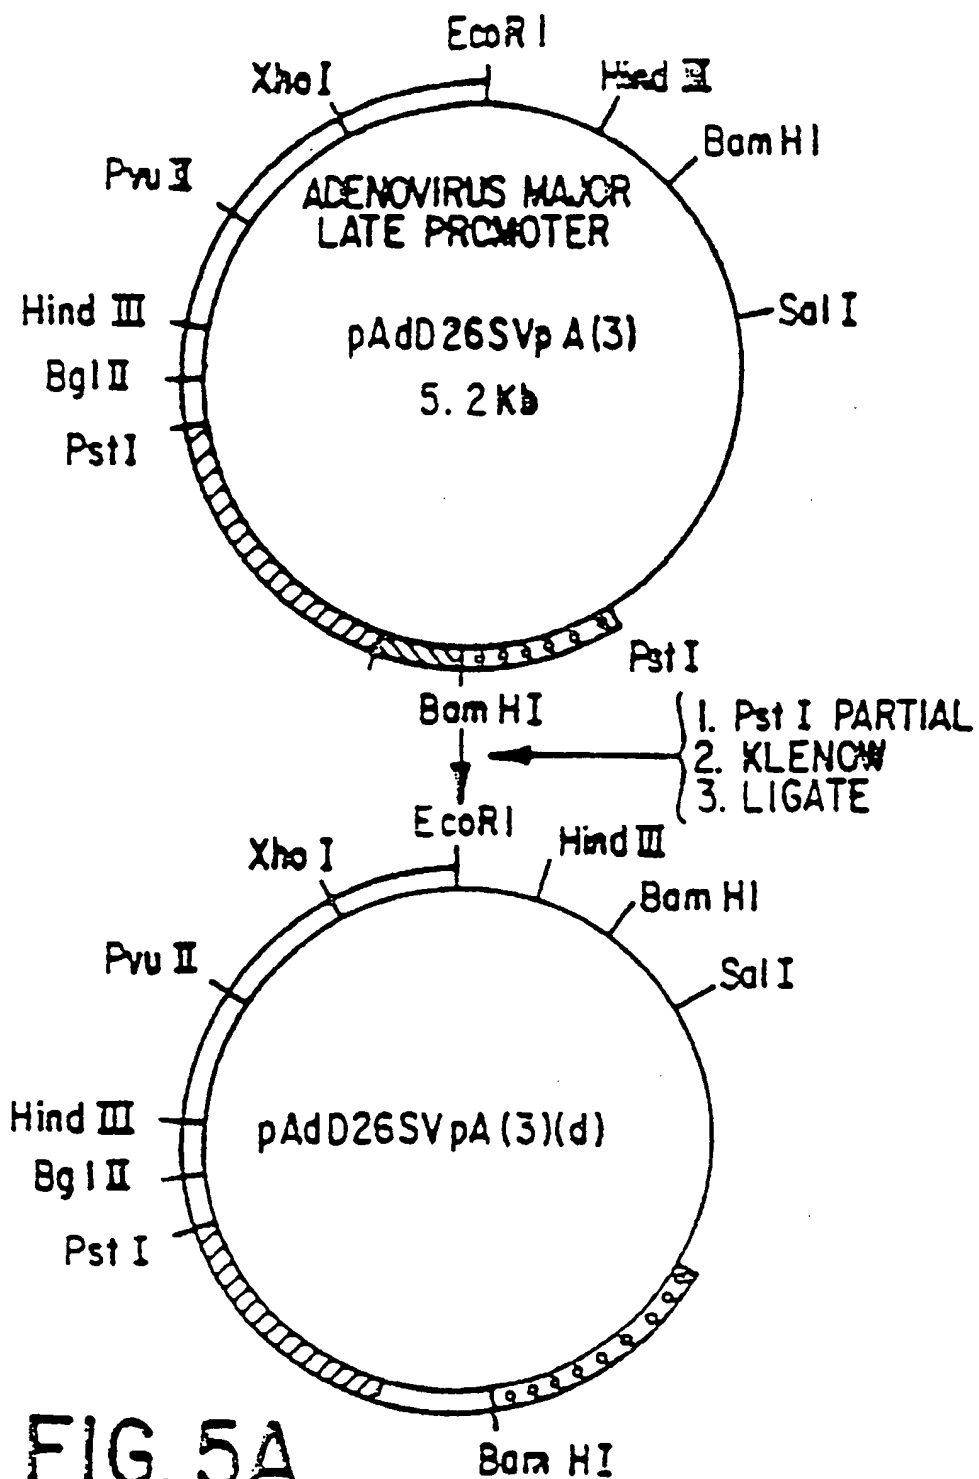 EcoR I
Xho I
Hind III
Bam HI
Pvu II
ADENOVIRUS MAJOR
LATE PROMOTER
Hind III
Sal I
pAdD26SVpA(3)
Bgl II
5.2Kb
Pst I
Pst I
Bam HI
1. Pst I PARTIAL
2. KLENOW
3. LIGATE
EcoRI
Xho I
Hind III
Bam HI
Pvu II
Sal I
Hind III
pAdD26SVpA(3)(d)
Bgl II
Pst I
FIG. 5A
Bam HI